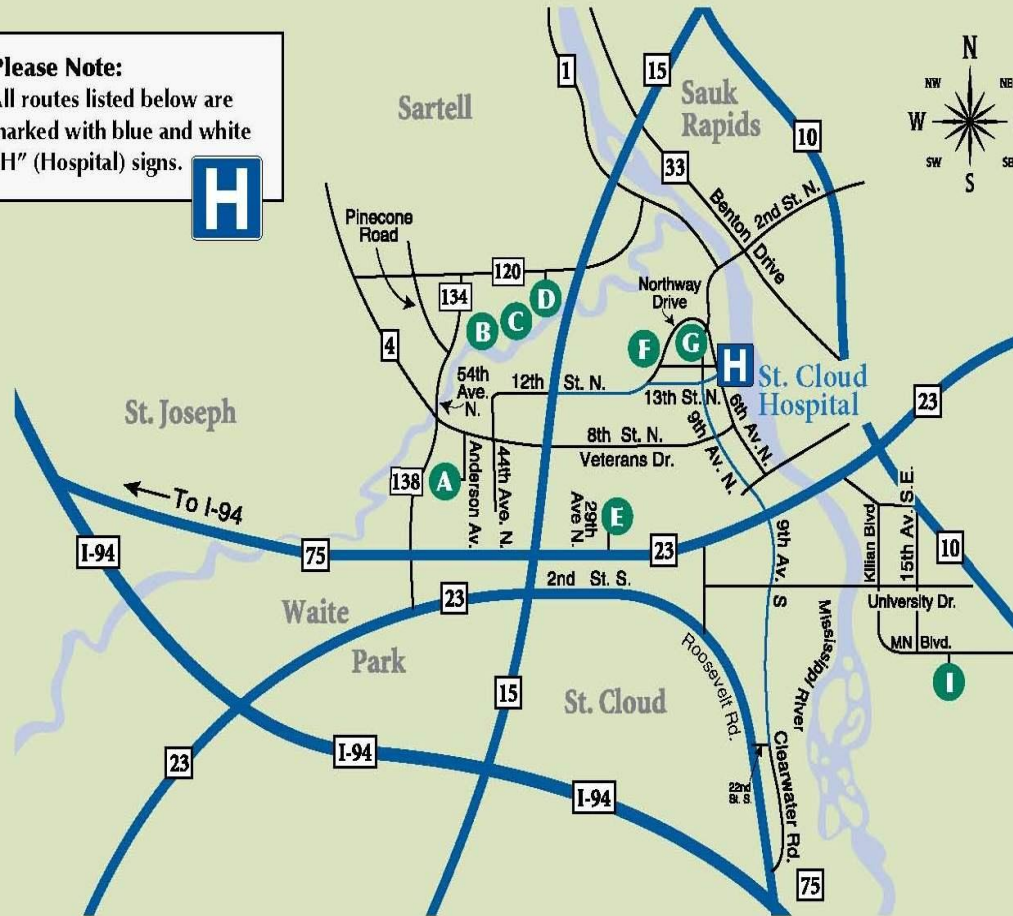 Please Note:
All routes listed below are
marked with blue and white
"H" (Hospital) signs.
H
N
NW
NE
W
SW
SE
S
1
15
Sartell
Sauk
Rapids
10
33
Benton Drive
2nd St. N.
Pinecone
Road
120
134
D
C
B
Northway
Drive
4
F
G
H
St. Cloud
Hospital
54th
Ave.
N.
12th St. N.
13th St. N.
23
St. Joseph
9th Av. N.
6th Av. N.
8th St. N.
Veterans Dr.
138
A
Anderson Av.
44th Ave. N.
29th
Ave N.
E
To I-94
I-94
75
23
9th Av. S
Killian Blvd
15th Av. S.E.
10
2nd St. S.
23
University Dr.
Waite
Park
MN Blvd.
I
Roosevelt Rd.
Mississippi River
15
St. Cloud
23
I-94
I-94
22nd
St. S.
Clearwater Rd.
75